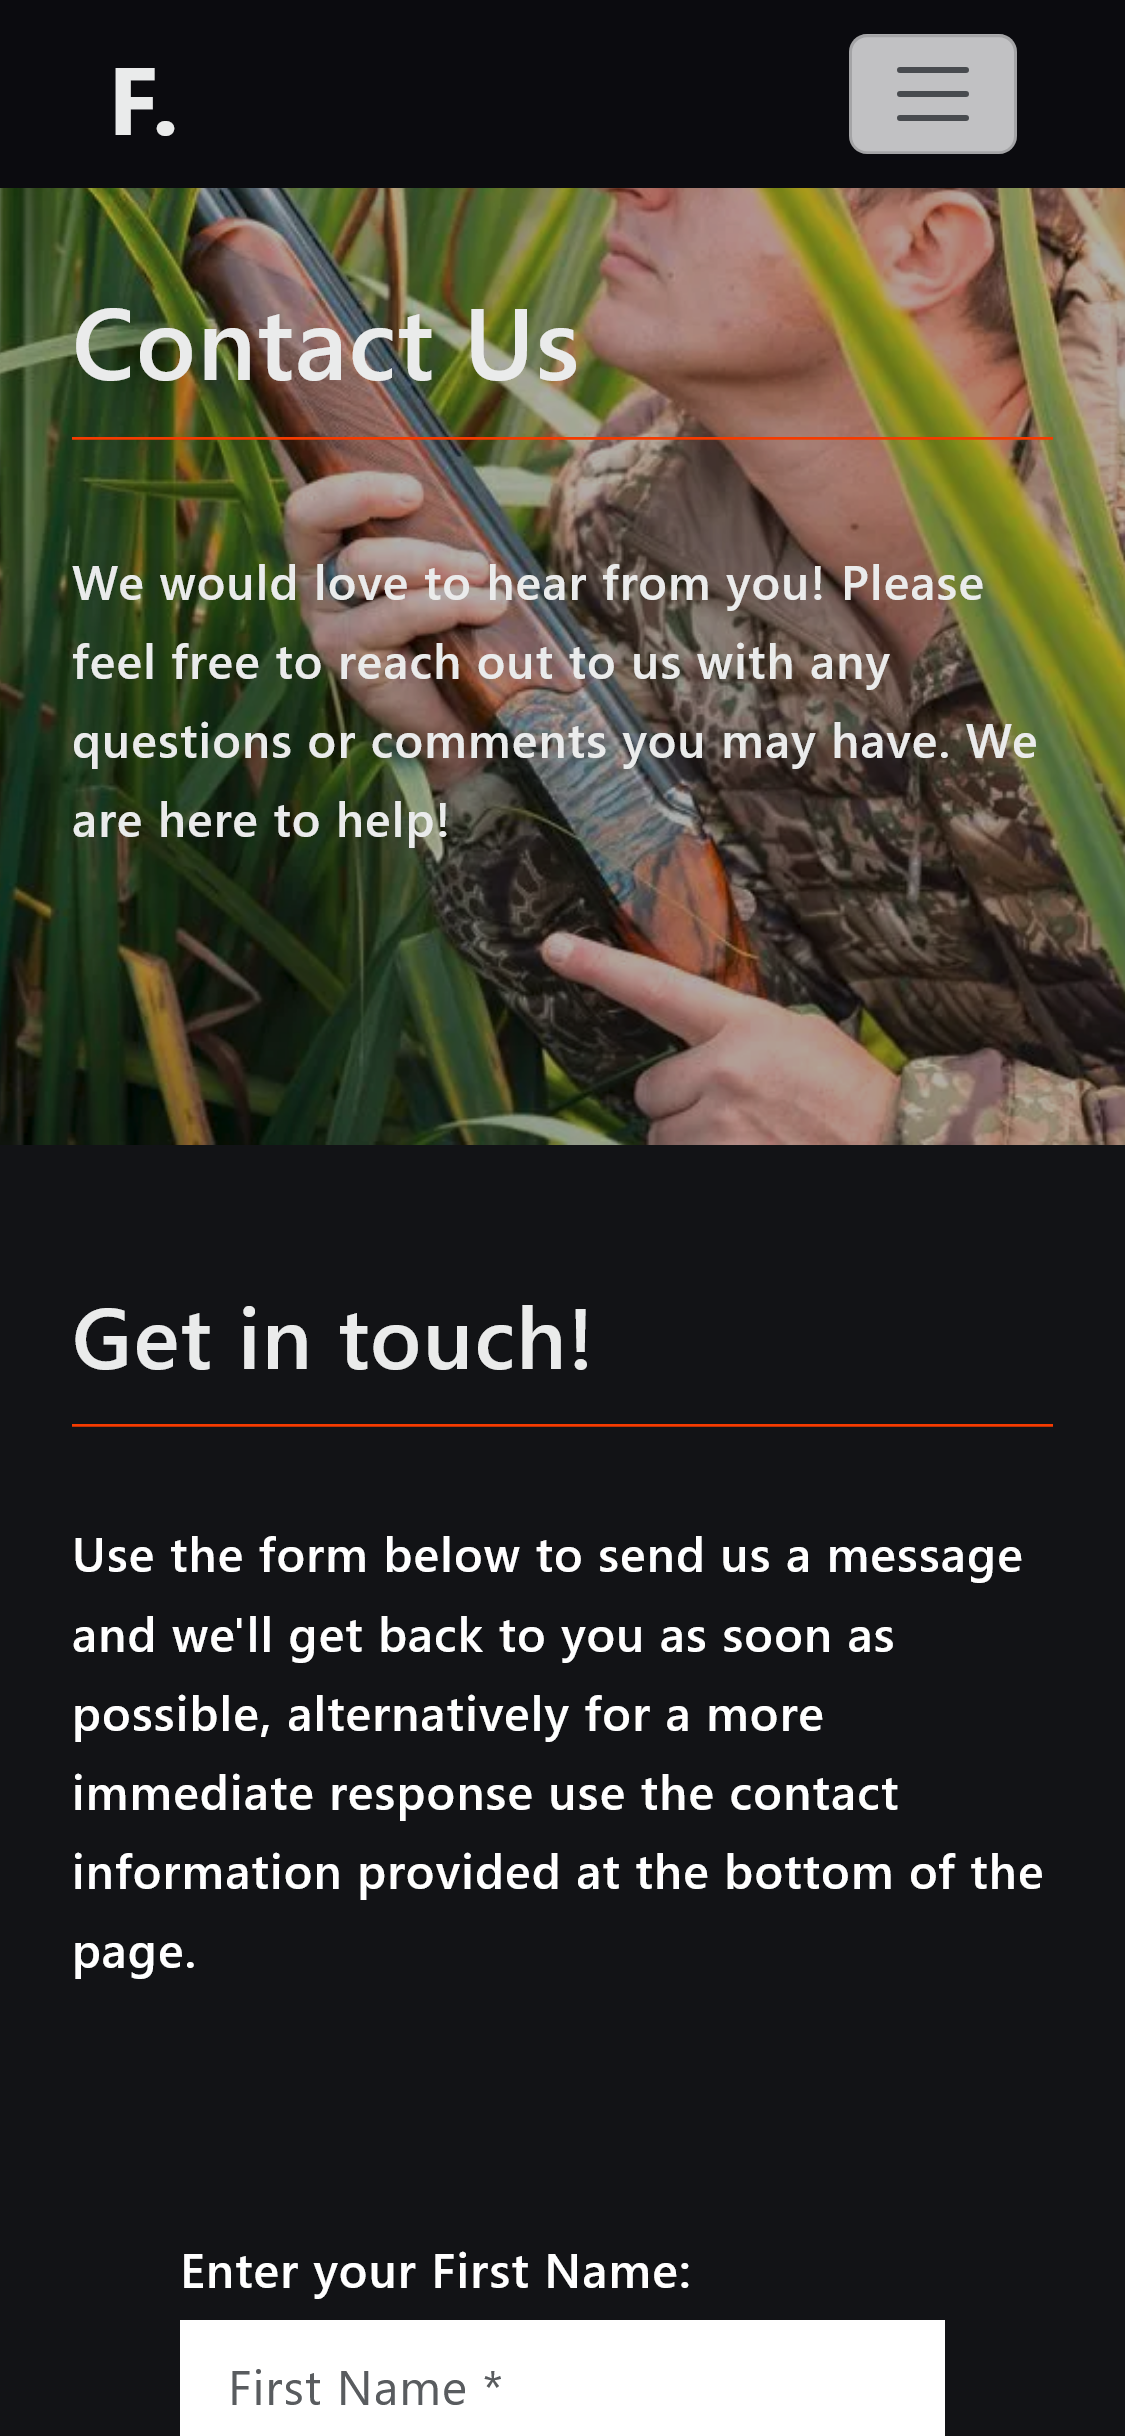 F.
Contact Us
We would love to hear from you! Please
feel free to reach out to us with any
questions or comments you may have. We
are here to help!
Get in touch!
Use the form below to send us a message
and we'll get back to you as soon as
possible, alternatively for a more
immediate response use the contact
information provided at the bottom of the
page.
Enter your First Name:
First Name *